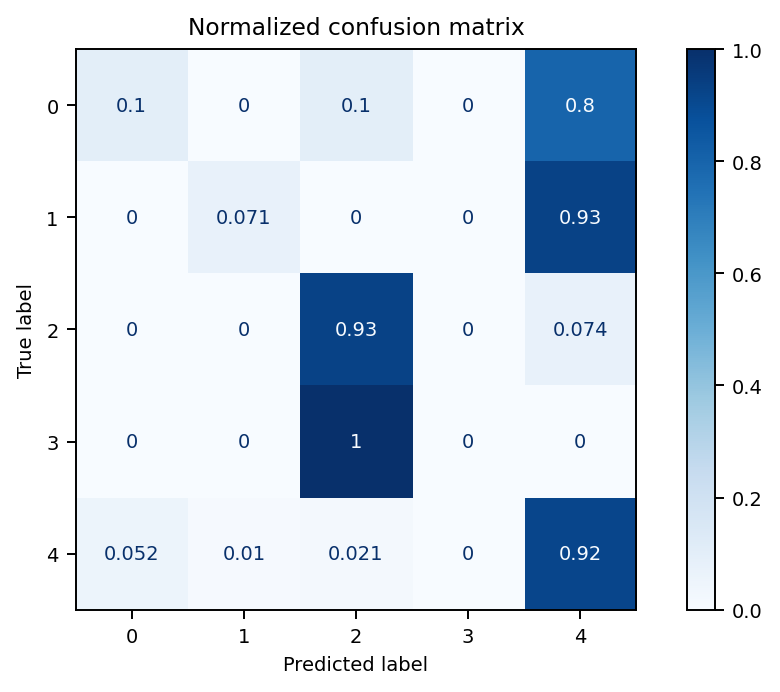 Normalized confusion matrix
0 0.1 0 0.1 0 0.8
1 0 0.071 0 0 0.93
2 0 0 0.93 0 0.074
3 0 0 1 0 0
4 0.052 0.01 0.021 0 0.92
0 1 2 3 4
Predicted label
True label
1.0
0.8
0.6
0.4
0.2
0.0